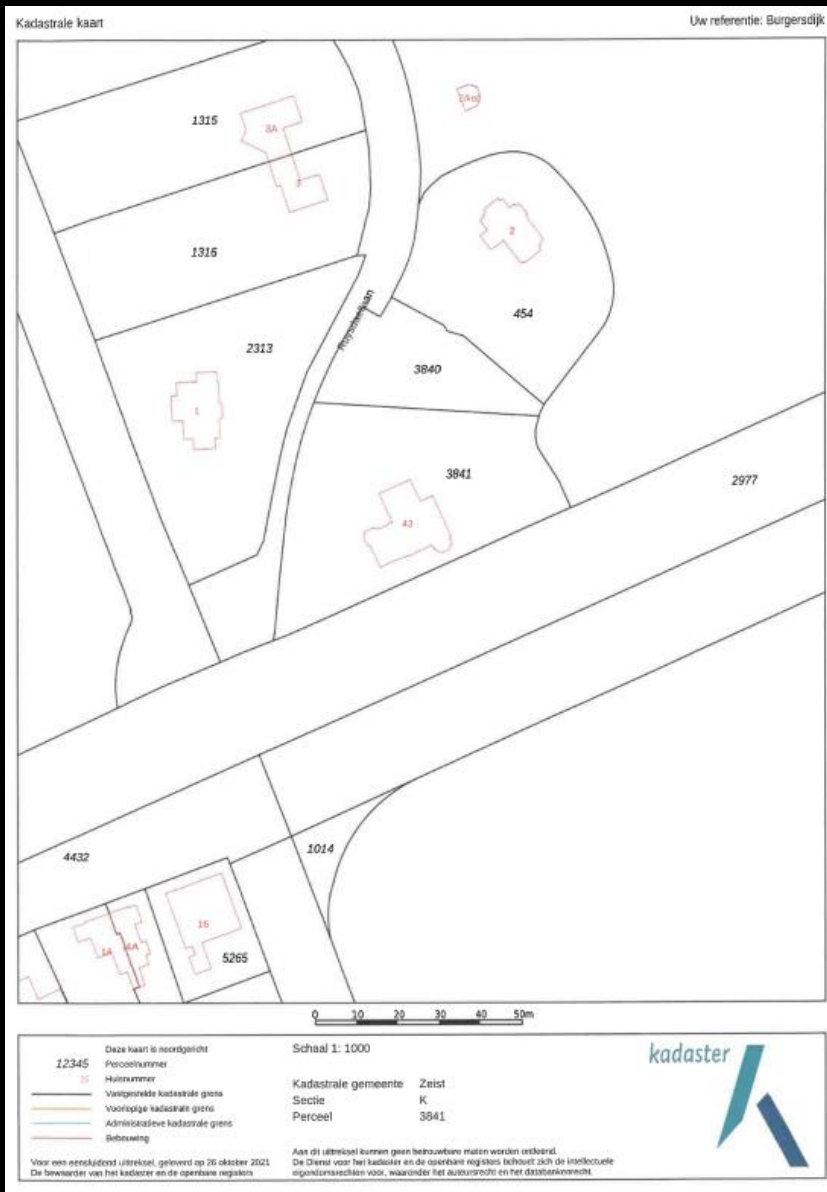 Kadastrale kaart
Uw referentie: Burgersdijk
1315
3A
2
1316
454
2313
3840
1
3841
2977
43
4432
1014
16
14
4A
5265
0 10 20 30 40 50m
Deze kaart is noordgericht
12345 Perceelnummer
25 Huisnummer
Vastgestelde kadastrale grens
Voorlopige kadastrale grens
Administratieve kadastrale grens
Bebouwing
Voor een eensluidend uittreksel, geleverd op 26 oktober 2021
De bewaarder van het kadaster en de openbare registers
Schaal 1: 1000
Kadastrale gemeente Zeist
Sectie K
Perceel 3841
Aan dit uittreksel kunnen geen betrouwbare maten worden ontleend.
De Dienst voor het kadaster en de openbare registers behoudt zich de intellectuele
eigendomsrechten voor, waaronder het auteursrecht en het databankenrecht.
kadaster